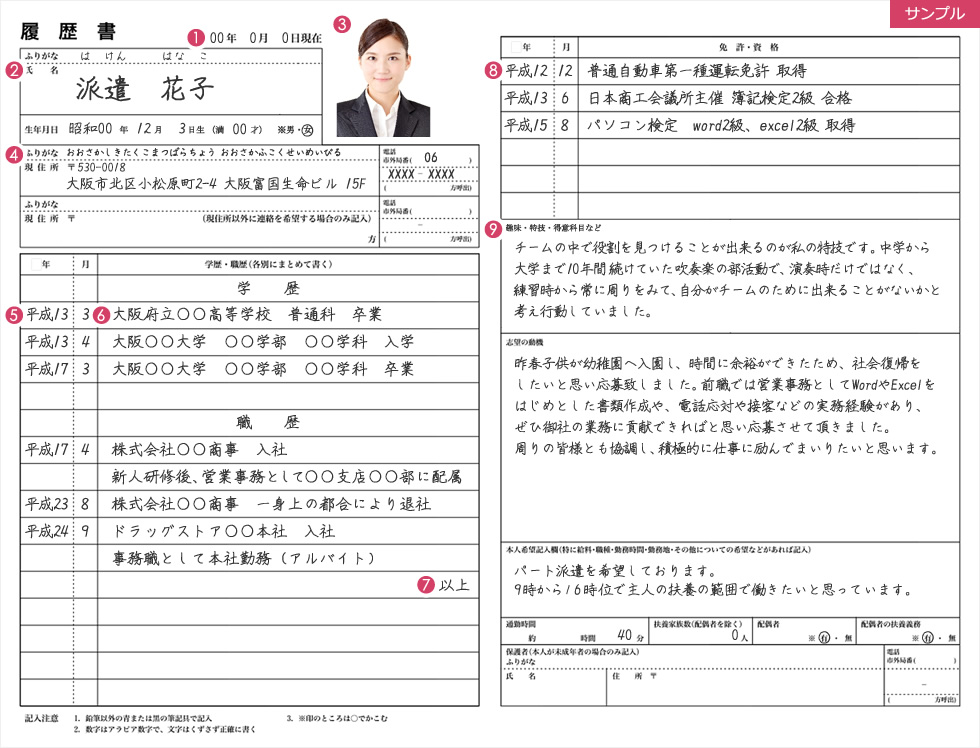 サンプル
履歴書
1 00年 0月 0日現在
3
ふりがな は けん はな こ
2 氏 名 派遣 花子
生年月日 昭和00 年 12月 3日生 (満 00才) ※男・女
4 ふりがな おおさかしきたくこまつばらちょう おおさかふこくせいめいびる
現 住 所 〒530-0018
大阪市北区小松原町2-4 大阪富国生命ビル 15F
電話
市外局番( 06 )
XXXX - XXXX
( 方呼出)
ふりがな
現 住 所 〒 (現住所以外に連絡を希望する場合のみ記入)
方
電話
市外局番( )
－
( 方呼出)
年 月 学歴・職歴(各別にまとめて書く)
学 歴
5 平成13 3 6 大阪府立〇〇高等学校 普通科 卒業
平成13 4 大阪〇〇大学 〇〇学部 〇〇学科 入学
平成17 3 大阪〇〇大学 〇〇学部 〇〇学科 卒業
職 歴
平成17 4 株式会社〇〇商事 入社
新人研修後、営業事務として〇〇支店〇〇部に配属
平成23 8 株式会社〇〇商事 一身上の都合により退社
平成24 9 ドラッグストア〇〇本社 入社
事務職として本社勤務(アルバイト)
7 以上
記入注意 1. 鉛筆以外の青または黒の筆記具で記入 3. ※印のところは○でかこむ
2. 数字はアラビア数字で、文字はくずさず正確に書く
年 月 免 許・資 格
8 平成12 12 普通自動車第一種運転免許 取得
平成13 6 日本商工会議所主催 簿記検定2級 合格
平成15 8 パソコン検定 word2級、excel2級 取得
9 趣味・特技・得意科目など
チームの中で役割を見つけることが出来るのが私の特技です。中学から
大学まで10年間続けていた吹奏楽の部活動で、演奏時だけではなく、
練習時から常に周りをみて、自分がチームのために出来ることがないかと
考え行動していました。
志望の動機
昨春子供が幼稚園へ入園し、時間に余裕ができたため、社会復帰を
したいと思い応募致しました。前職では営業事務としてWordやExcelを
はじめとした書類作成や、電話応対や接客などの実務経験があり、
ぜひ御社の業務に貢献できればと思い応募させて頂きました。
周りの皆様とも協調し、積極的に仕事に励んでまいりたいと思います。
本人希望記入欄(特に給料・職種・勤務時間・勤務地・その他についての希望などがあれば記入)
パート派遣を希望しております。
9時から16時位で主人の扶養の範囲で働きたいと思っています。
通勤時間
約 時間 40 分
扶養家族数(配偶者を除く)
0人
配偶者
※有・無
配偶者の扶養義務
※有・無
保護者(本人が未成年者の場合のみ記入)
ふりがな
氏 名 住 所 〒
電話
市外局番( )
－
( 方呼出)